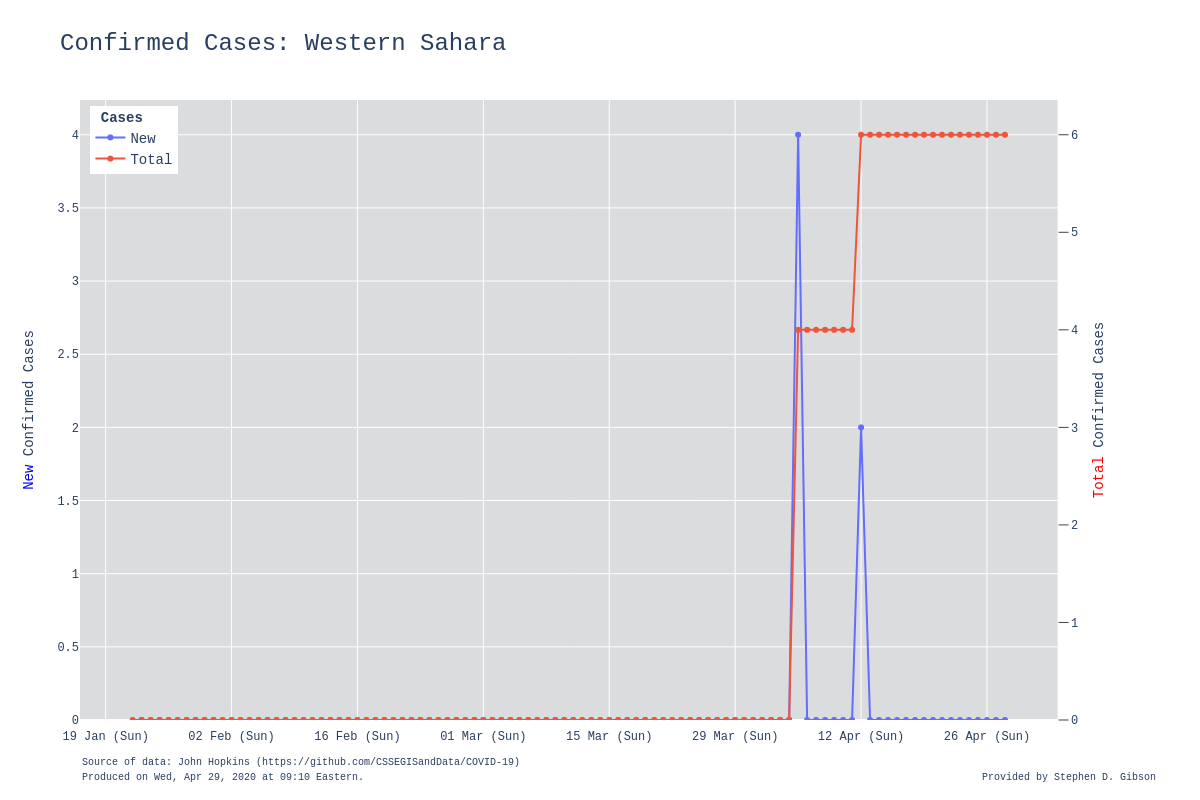 Confirmed Cases: Western Sahara
Cases
New
Total
4
3.5
3
2.5
2
1.5
1
0.5
0
New Confirmed Cases
6
5
4
3
2
1
0
Total Confirmed Cases
19 Jan (Sun) 02 Feb (Sun) 16 Feb (Sun) 01 Mar (Sun) 15 Mar (Sun) 29 Mar (Sun) 12 Apr (Sun) 26 Apr (Sun)
Source of data: John Hopkins (https://github.com/CSSEGISandData/COVID-19)
Produced on Wed, Apr 29, 2020 at 09:10 Eastern.
Provided by Stephen D. Gibson